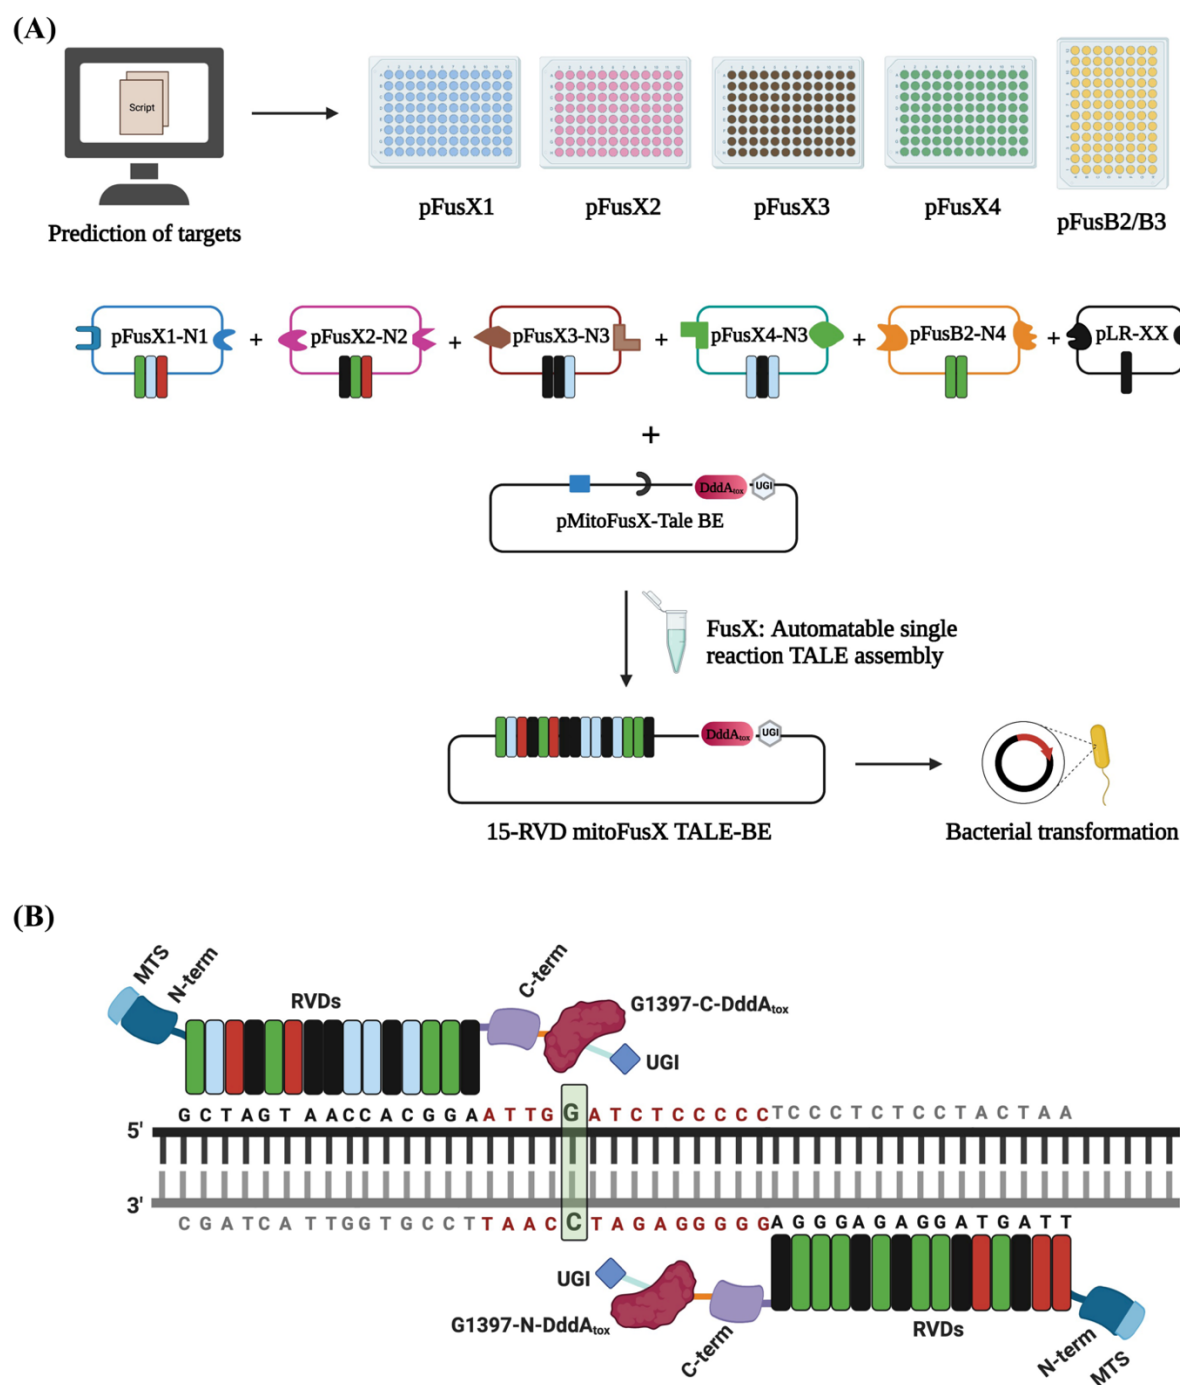 (A)
Script
Prediction of targets
pFusX1
pFusX2
pFusX3
pFusX4
pFusB2/B3
pFusX1-N1 + pFusX2-N2 + pFusX3-N3 + pFusX4-N3 + pFusB2-N4 + pLR-XX
+
DddAtox UGI
pMitoFusX-Tale BE
FusX: Automatable single
reaction TALE assembly
DddAtox UGI
15-RVD mitoFusX TALE-BE
Bacterial transformation
(B)
MTS
N-term
RVDs
C-term
G1397-C-DddAtox
UGI
G C T A G T A A C C A C G G A A T T G G A T C T C C C C C T C C C T C T C C T A C T A A
5'
3'
C G A T C A T T G G T G C C T T A A C C T A G A G G G G G A G G G A G A G G A T G A T T
UGI
G1397-N-DddAtox
C-term
RVDs
N-term
MTS